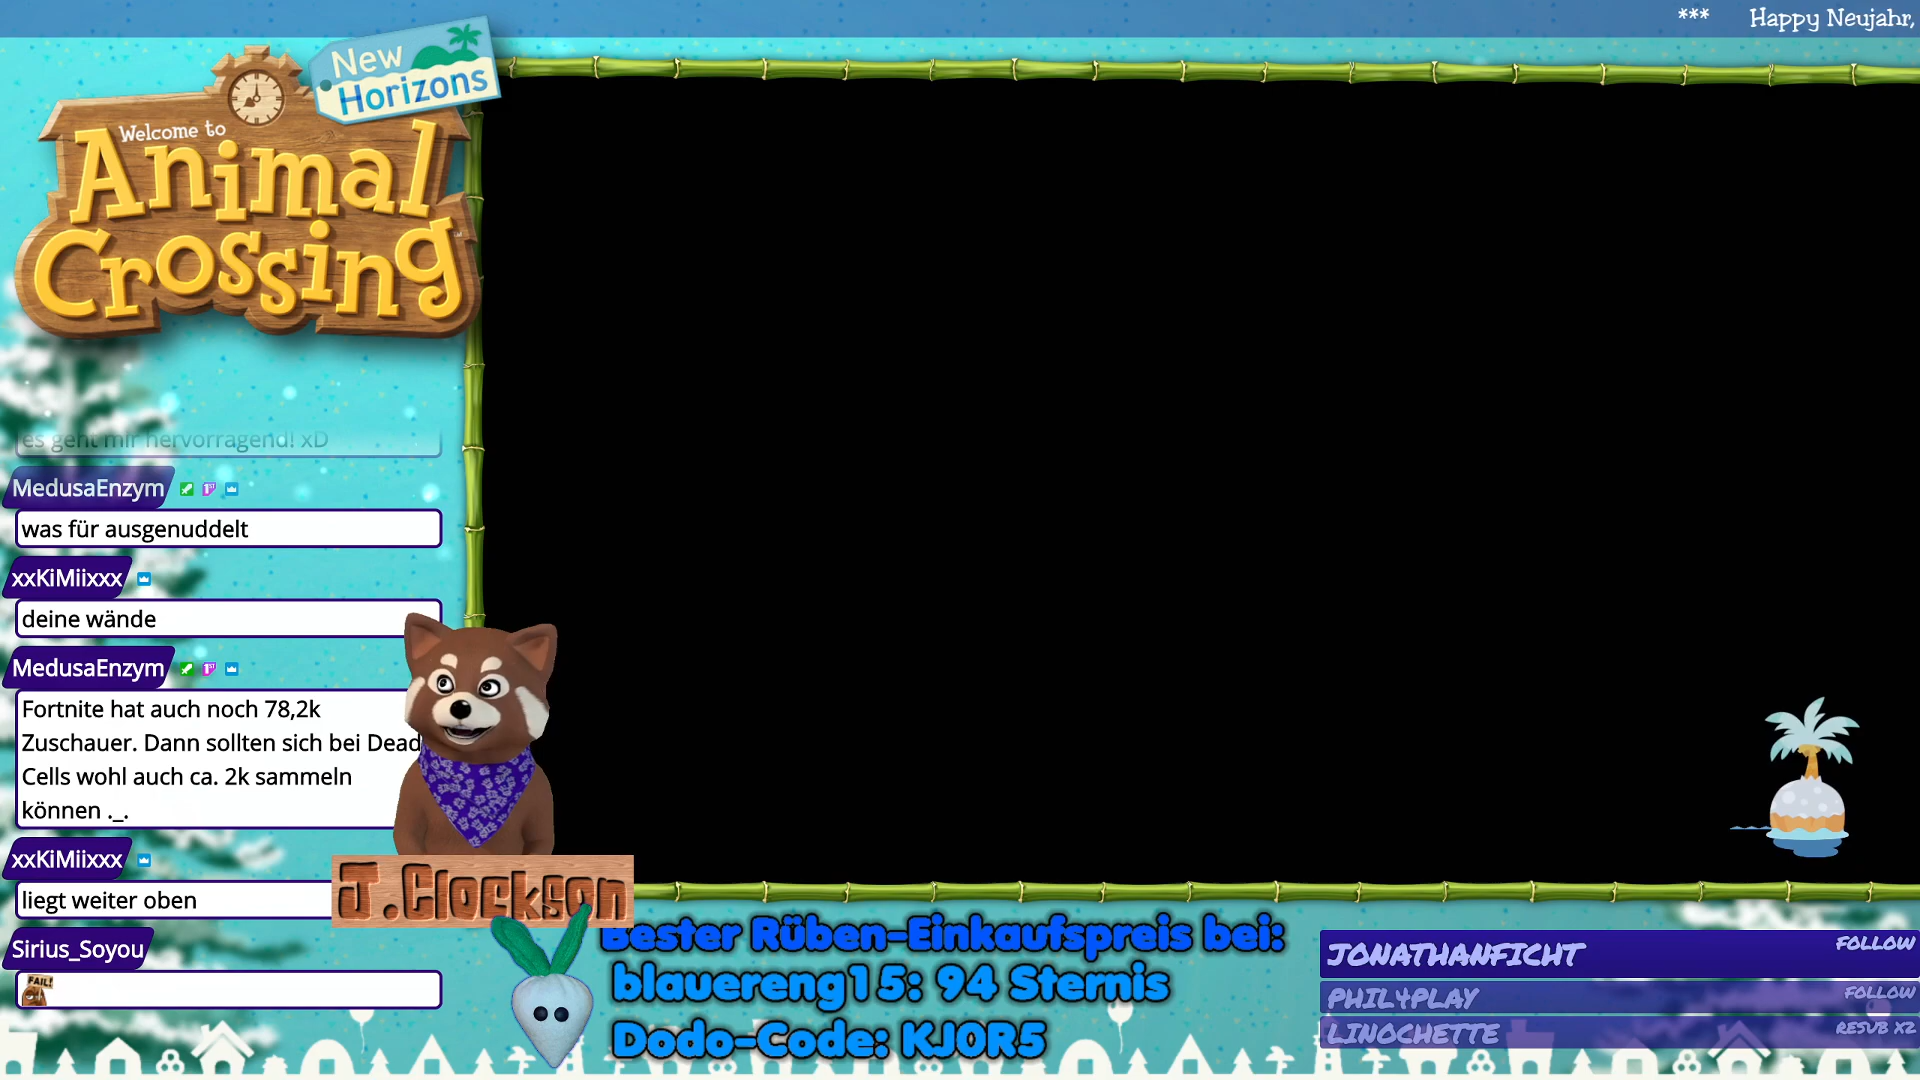 *** Happy Neujahr,
New
Horizons
Welcome to
Animal
Crossing
es geht mir hervorragend! xD
MedusaEnzym
was für ausgenuddelt
xxKiMiixxx
deine wände
MedusaEnzym
Fortnite hat auch noch 78,2k
Zuschauer. Dann sollten sich bei Dead
Cells wohl auch ca. 2k sammeln
können ._.
xxKiMiixxx
liegt weiter oben
Sirius_Soyou
FAIL!
J.Clockson
Bester Rüben-Einkaufspreis bei:
blauereng15: 94 Sternis
Dodo-Code: KJ0R5
JONATHANFICHT FOLLOW
PHIL4PLAY FOLLOW
LINOCHETTE RESUB X2